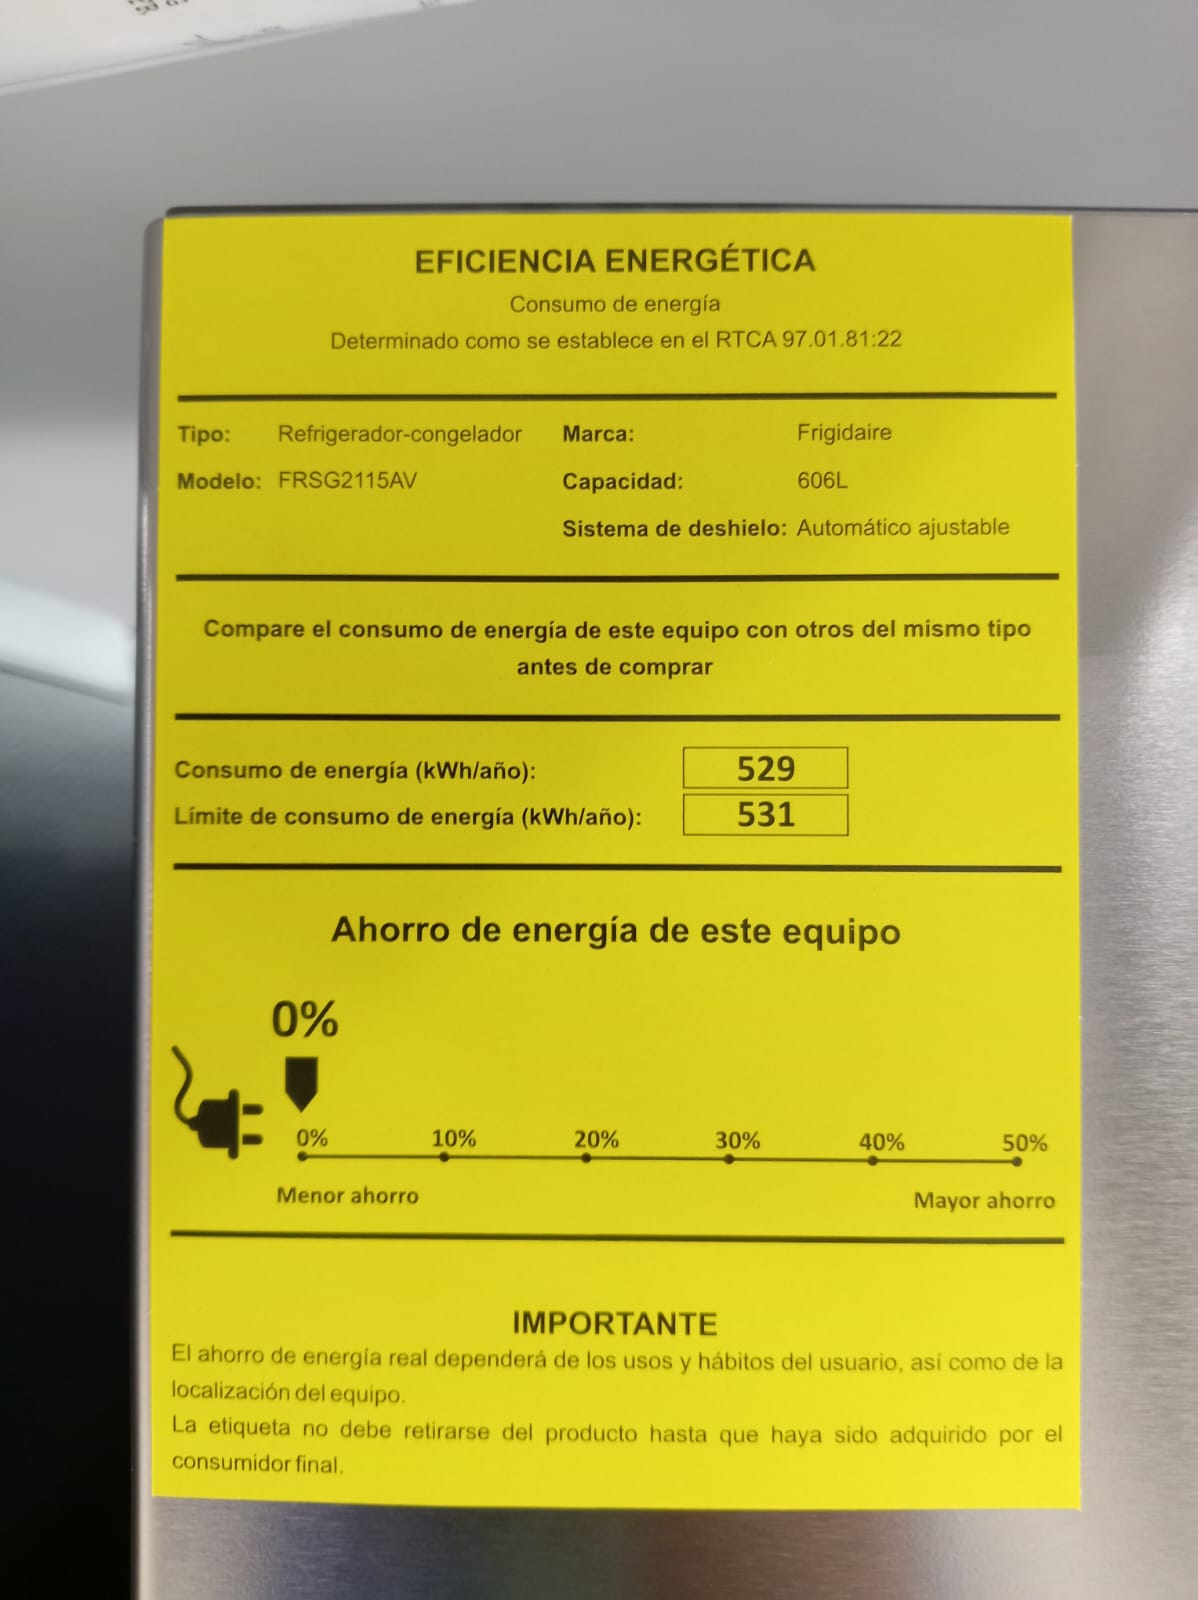 EFICIENCIA ENERGÉTICA
Consumo de energía
Determinado como se establece en el RTCA 97.01.81:22
Tipo: Refrigerador-congelador Marca: Frigidaire
Modelo: FRSG2115AV Capacidad: 606L
Sistema de deshielo: Automático ajustable
Compare el consumo de energía de este equipo con otros del mismo tipo
antes de comprar
Consumo de energía (kWh/año): 529
Límite de consumo de energía (kWh/año): 531
Ahorro de energía de este equipo
0%
0% 10% 20% 30% 40% 50%
Menor ahorro Mayor ahorro
IMPORTANTE
El ahorro de energía real dependerá de los usos y hábitos del usuario, así como de la
localización del equipo.
La etiqueta no debe retirarse del producto hasta que haya sido adquirido por el
consumidor final.